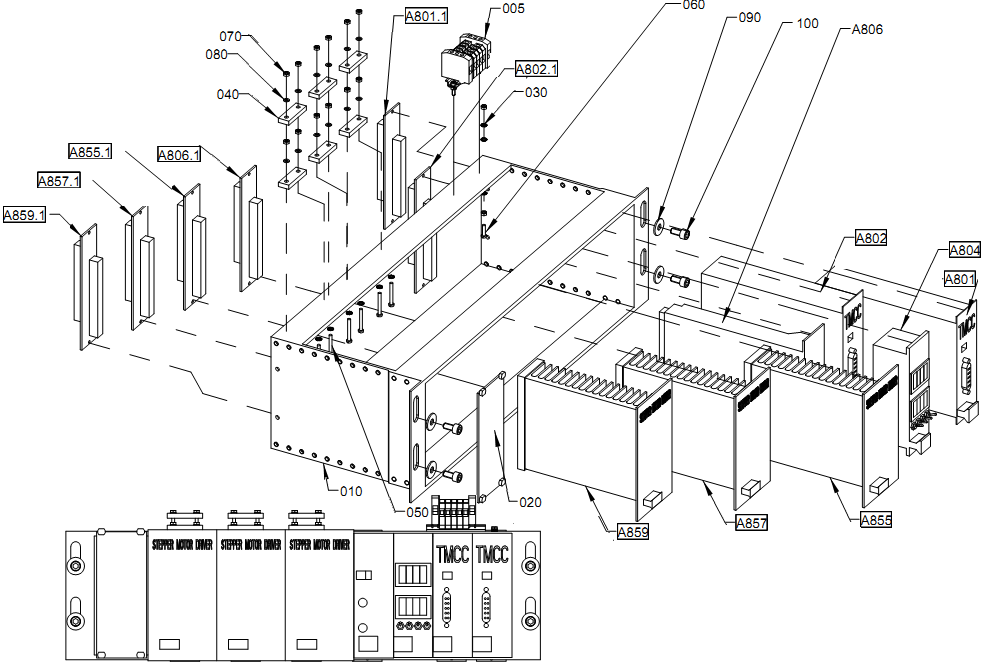 060
005
A801.1
090
100
A806
070
080
A802.1
040
030
A855.1
A806.1
A857.1
A859.1
A802
A804
A801
TMCC
TMCC
010
050
020
A859
A857
A855
STEPPER MOTOR DRIVER
STEPPER MOTOR DRIVER
STEPPER MOTOR DRIVER
TMCC
TMCC